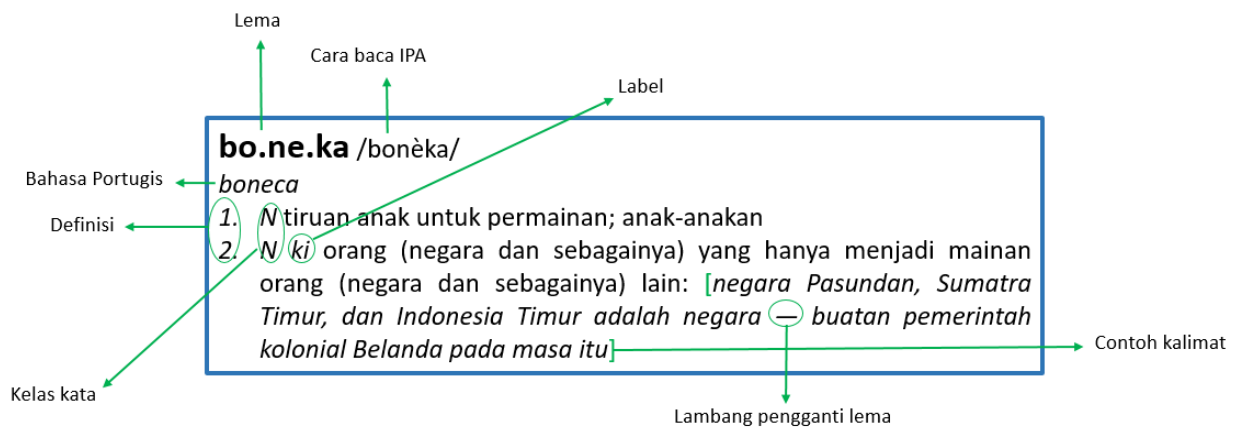 Lema
Cara baca IPA
Label
bo.ne.ka /bonèka/
Bahasa Portugis
boneca
Definisi
1. N tiruan anak untuk permainan; anak-anakan
2. N ki orang (negara dan sebagainya) yang hanya menjadi mainan
orang (negara dan sebagainya) lain: [negara Pasundan, Sumatra
Timur, dan Indonesia Timur adalah negara — buatan pemerintah
kolonial Belanda pada masa itu]
Contoh kalimat
Kelas kata
Lambang pengganti lema